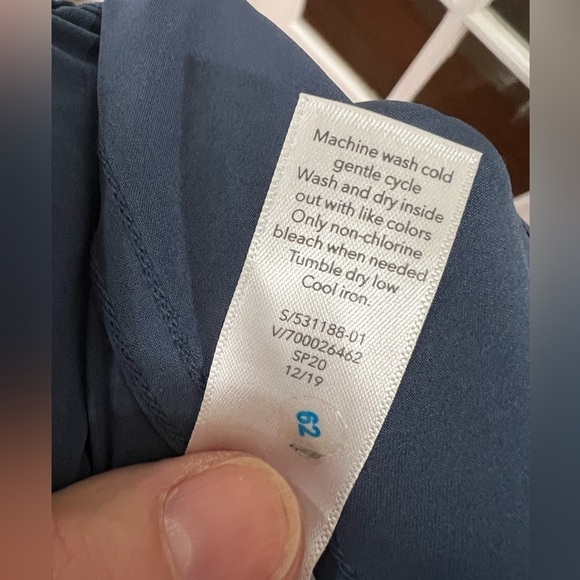 Machine wash cold
gentle cycle
Wash and dry inside
out with like colors
Only non-chlorine
bleach when needed
Tumble dry low
Cool iron.
S/531188-01
V/700026462
SP20
12/19
62